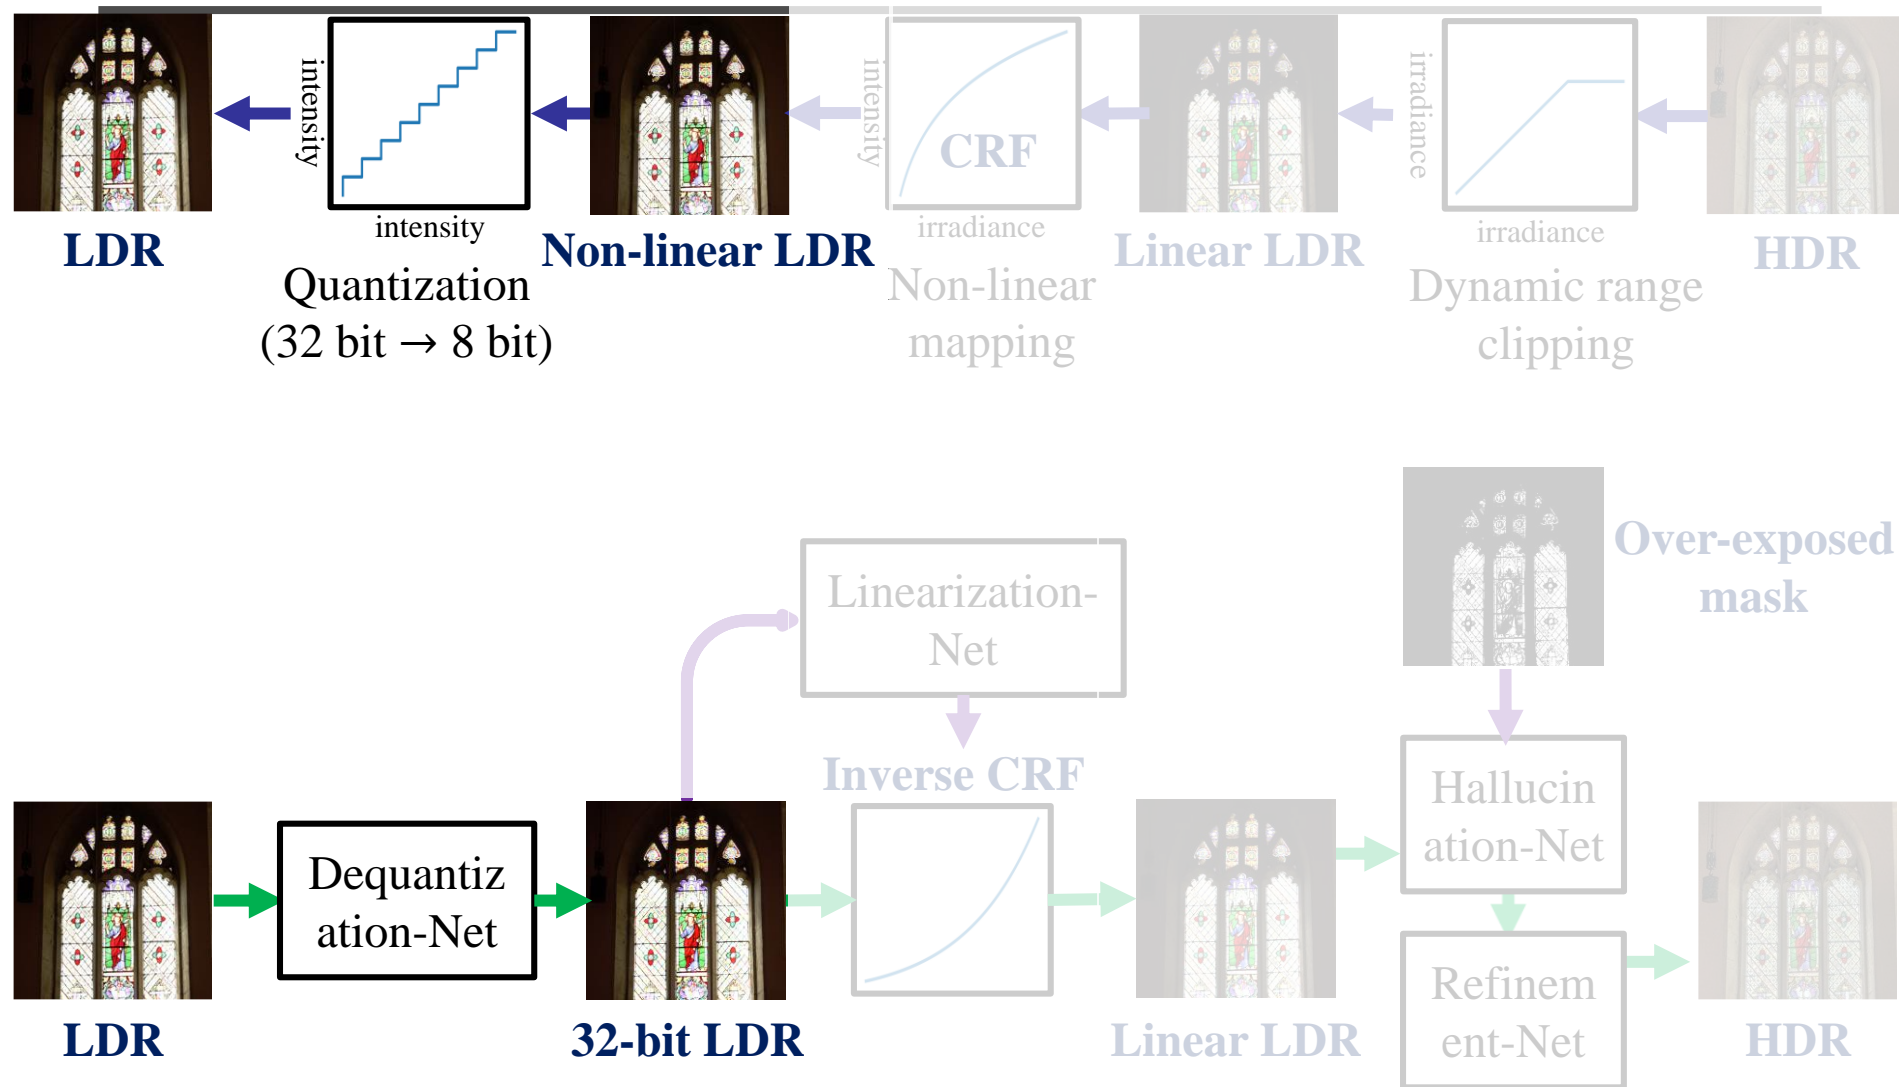 intensity
intensity
LDR
Quantization
(32 bit → 8 bit)
Non-linear LDR
intensity
CRF
irradiance
Non-linear
mapping
Linear LDR
irradiance
irradiance
Dynamic range
clipping
HDR
Over-exposed
mask
Linearization-
Net
Inverse CRF
Dequantiz
ation-Net
Hallucin
ation-Net
Refinem
ent-Net
LDR
32-bit LDR
Linear LDR
HDR